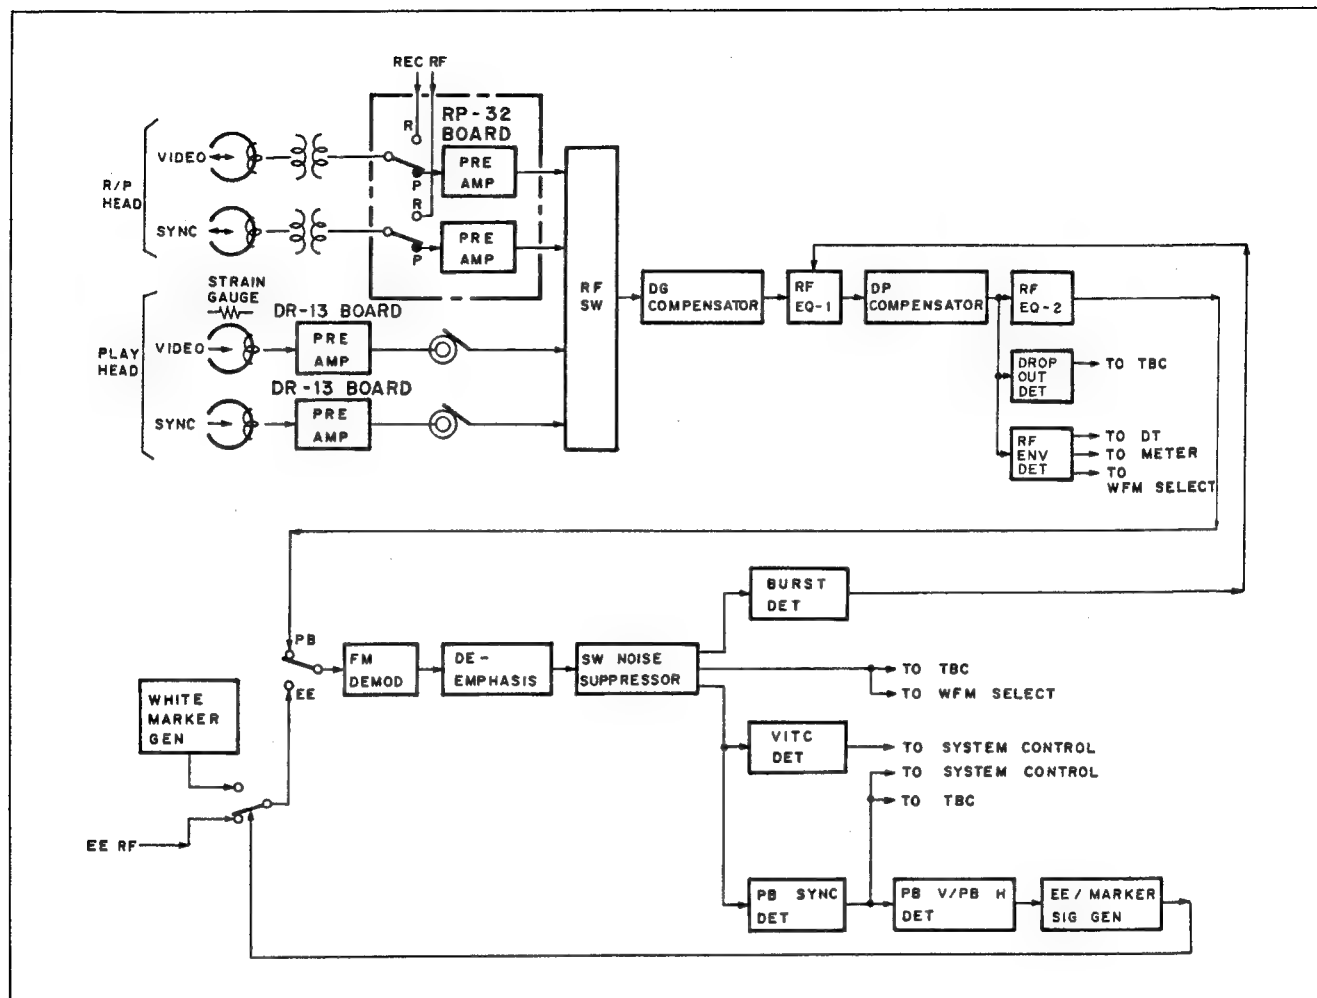 REC RF
RP-32
BOARD
R
VIDEO
PRE
AMP
P
R/P
HEAD
R
SYNC
PRE
AMP
P
STRAIN
GAUGE
DR-13 BOARD
VIDEO
PRE
AMP
PLAY
HEAD
DR-13 BOARD
SYNC
PRE
AMP
RF
SW
DG
COMPENSATOR
RF
EQ-1
DP
COMPENSATOR
RF
EQ-2
DROP
OUT
DET
TO TBC
RF
ENV
DET
TO DT
TO METER
TO
WFM SELECT
BURST
DET
PB
EE
FM
DEMOD
DE-
EMPHASIS
SW NOISE
SUPPRESSOR
TO TBC
TO WFM SELECT
WHITE
MARKER
GEN
VITC
DET
TO SYSTEM CONTROL
TO SYSTEM CONTROL
TO TBC
EE RF
PB SYNC
DET
PB V/PB H
DET
EE/MARKER
SIG GEN